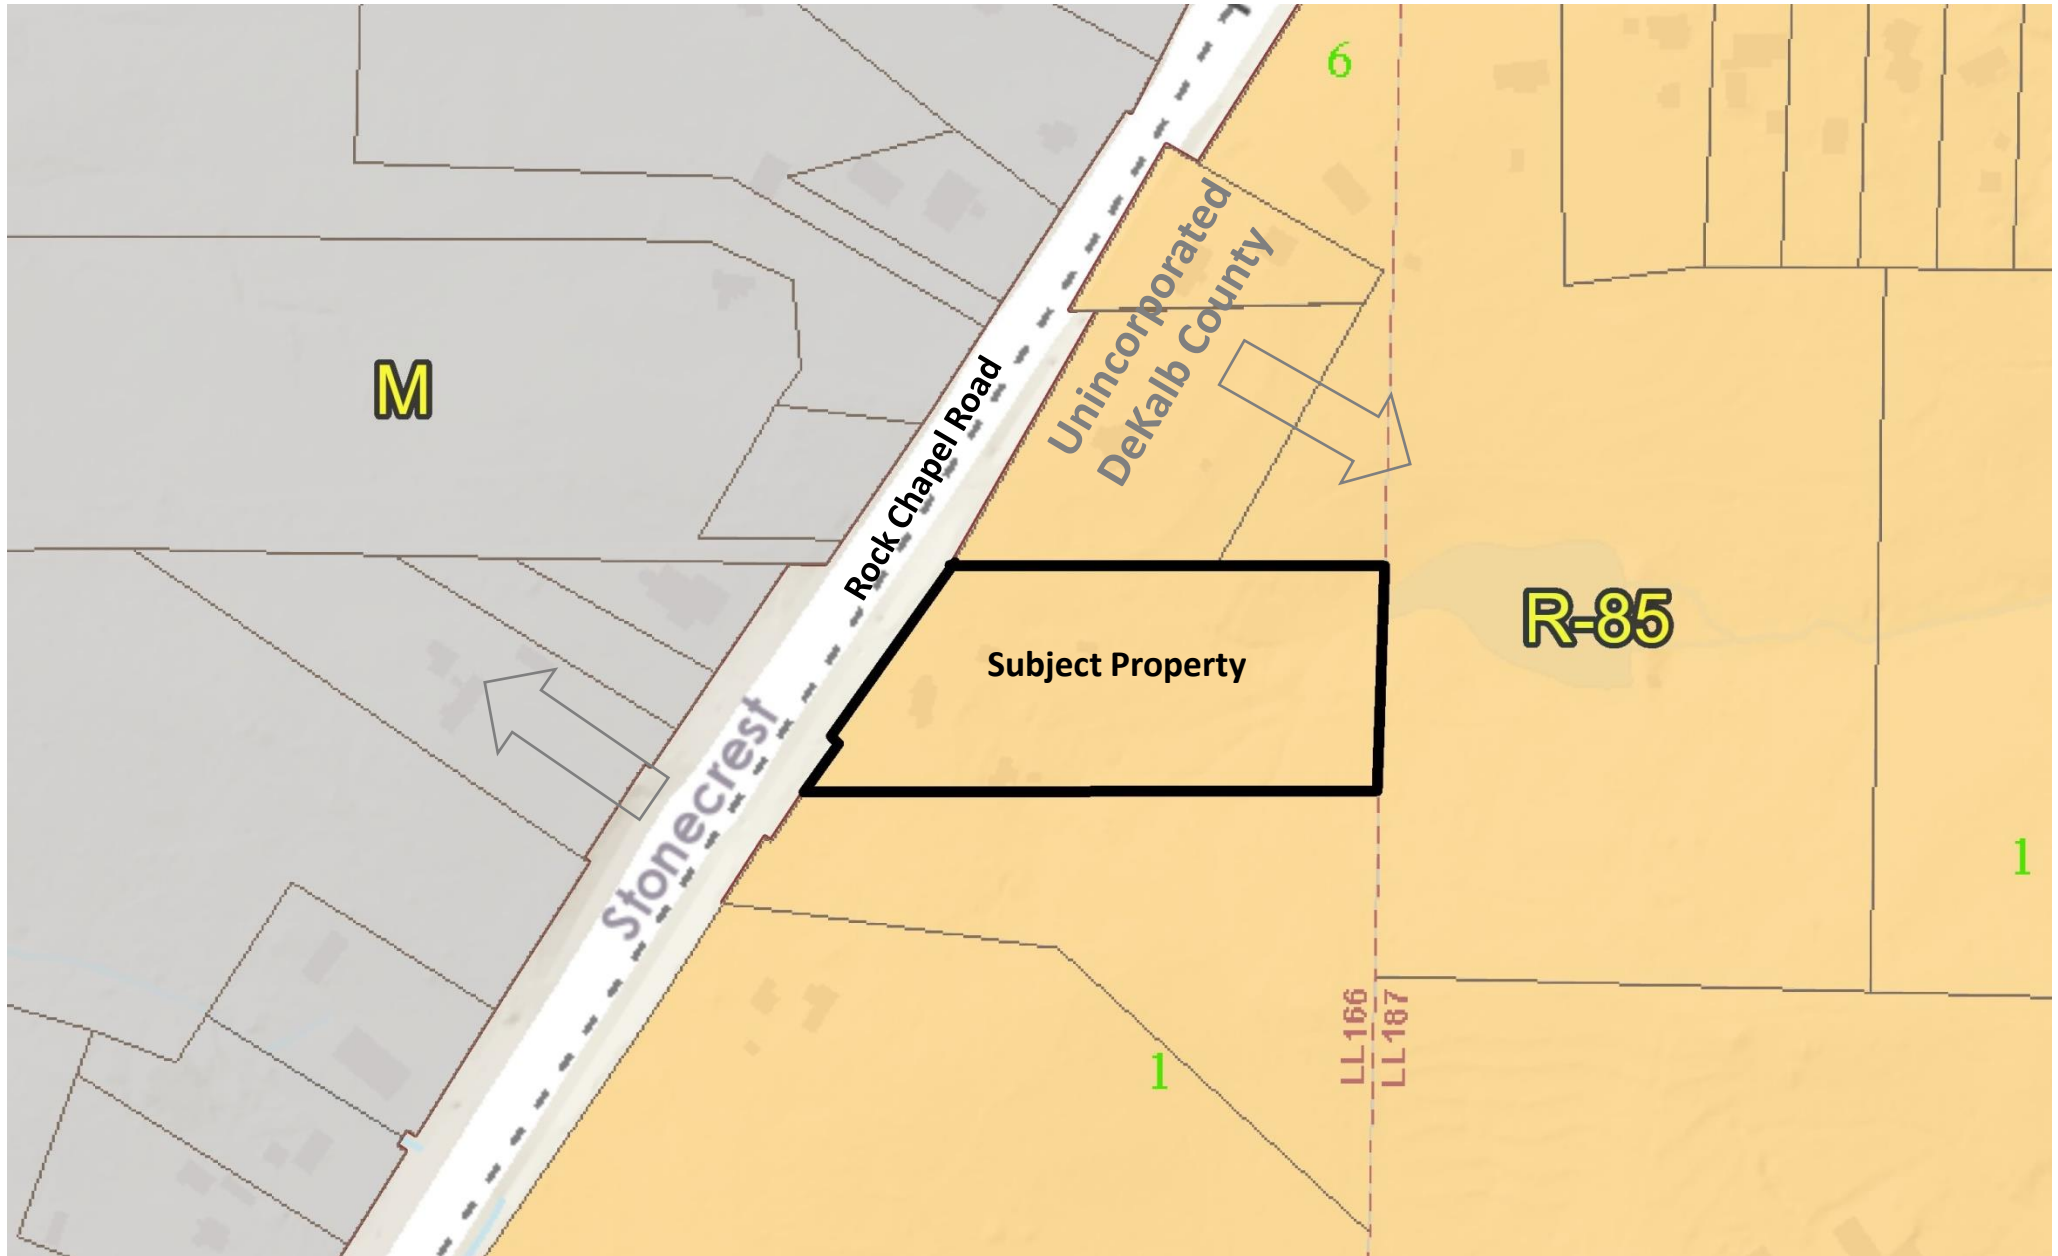 6
Unincorporated
DeKalb County
M
Rock Chapel Road
R-85
Subject Property
Stonecrest
1
LL 166
LL 187
1